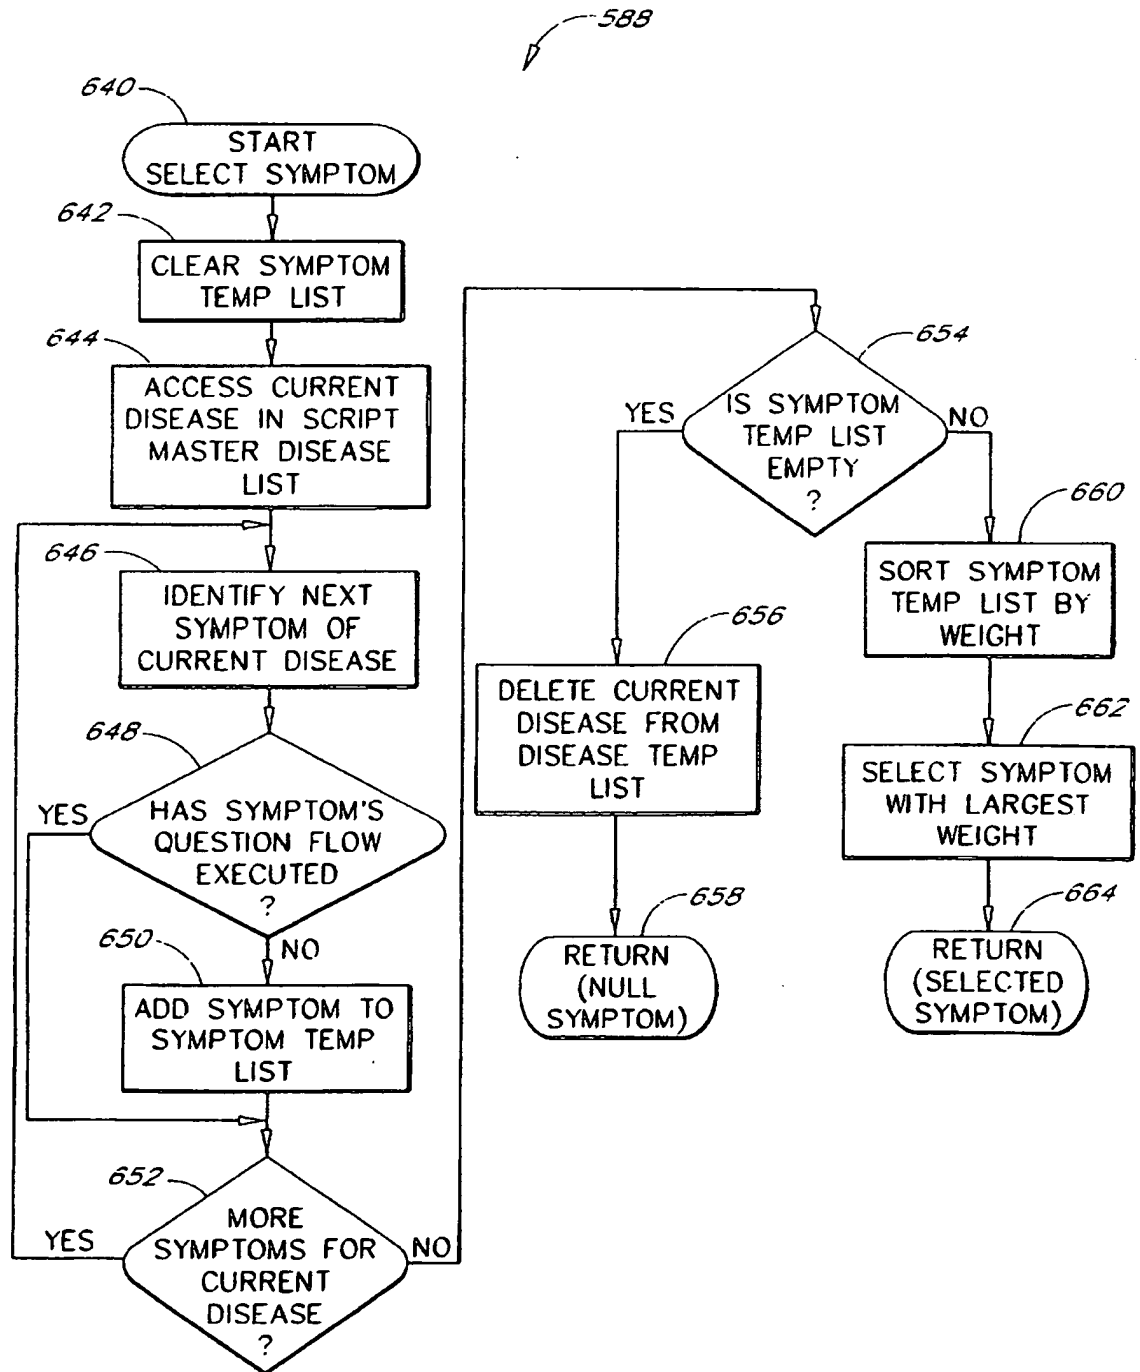 588
640
START
SELECT SYMPTOM
642
CLEAR SYMPTOM
TEMP LIST
644
ACCESS CURRENT
DISEASE IN SCRIPT
MASTER DISEASE
LIST
646
IDENTIFY NEXT
SYMPTOM OF
CURRENT DISEASE
648
YES
HAS SYMPTOM'S
QUESTION FLOW
EXECUTED
?
NO
650
ADD SYMPTOM TO
SYMPTOM TEMP
LIST
652
YES
MORE
SYMPTOMS FOR
CURRENT
DISEASE
?
NO
654
YES
IS SYMPTOM
TEMP LIST
EMPTY
?
NO
656
DELETE CURRENT
DISEASE FROM
DISEASE TEMP
LIST
658
RETURN
(NULL
SYMPTOM)
660
SORT SYMPTOM
TEMP LIST BY
WEIGHT
662
SELECT SYMPTOM
WITH LARGEST
WEIGHT
664
RETURN
(SELECTED
SYMPTOM)